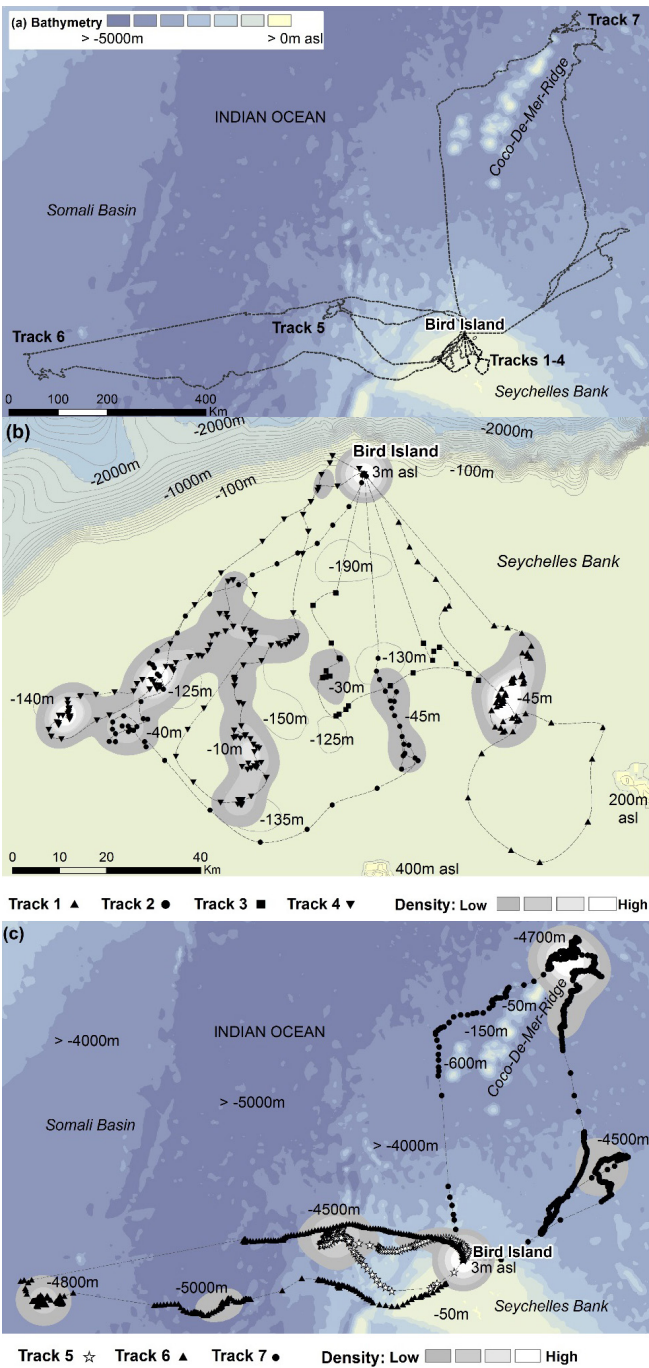 (a) Bathymetry
> -5000m > 0m asl
Track 7
INDIAN OCEAN
Coco-De-Mer-Ridge
Somali Basin
Track 6
Track 5
Bird Island
Tracks 1-4
Seychelles Bank
0 200 400
Km
(b)
-2000m
-2000m
Bird Island
3m asl
-100m
-2000m
-1000m
-100m
Seychelles Bank
-190m
-130m
-140m
-125m
-30m
-45m
-45m
-40m
-150m
-10m
-125m
-135m
200m
asl
400m asl
0 10 20 40
Km
Track 1 Track 2 Track 3 Track 4 Density: Low High
(c)
-4700m
-50m
INDIAN OCEAN
-150m
> -4000m
-600m
Coco-De-Mer-Ridge
> -5000m
Somali Basin
> -4000m
-4500m
-4500m
Bird Island
3m asl
-4800m
-5000m
-50m
Seychelles Bank
Track 5 Track 6 Track 7 Density: Low High